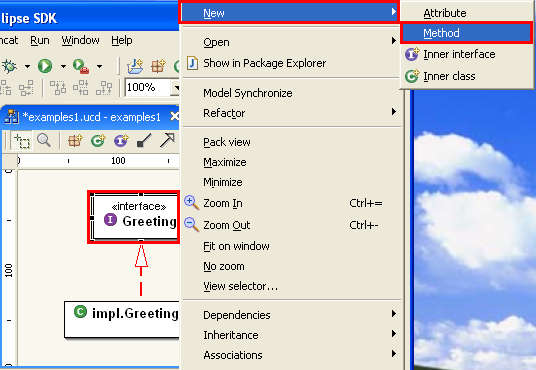 lipse SDK
ncat Run Window Help
100%
*examples1.ucd - examples1
100
100
«interface»
Greeting
impl.Greeting
New
Open
Show in Package Explorer
Model Synchronize
Refactor
Pack view
Maximize
Minimize
Zoom In Ctrl+=
Zoom Out Ctrl+-
Fit on window
No zoom
View selector...
Dependencies
Inheritance
Associations
Attribute
Method
Inner interface
Inner class